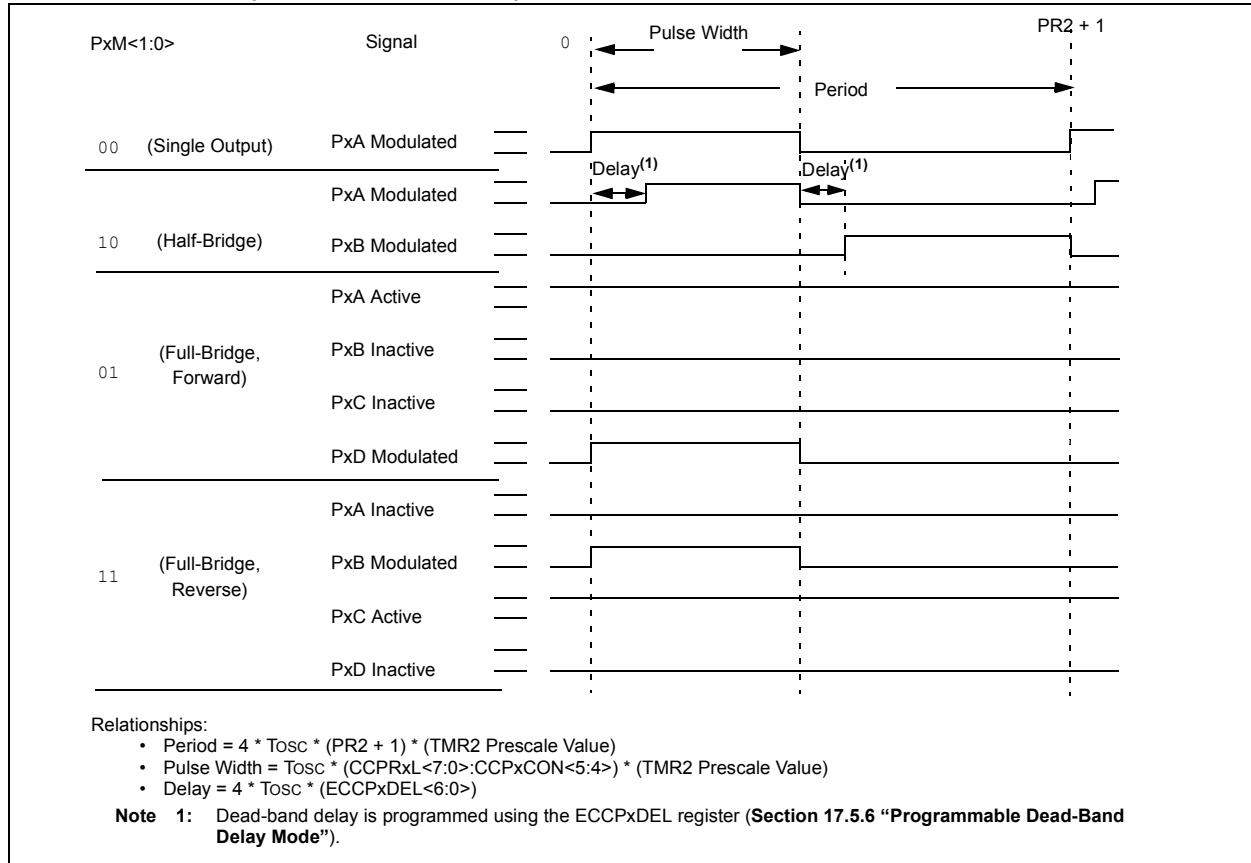 PxM<1:0> Signal 0 Pulse Width PR2 + 1
Period
00 (Single Output) PxA Modulated
Delay(1) Delay(1)
PxA Modulated
10 (Half-Bridge) PxB Modulated
PxA Active
PxB Inactive
01 (Full-Bridge,
Forward)
PxC Inactive
PxD Modulated
PxA Inactive
PxB Modulated
11 (Full-Bridge,
Reverse)
PxC Active
PxD Inactive
Relationships:
• Period = 4 * TOSC * (PR2 + 1) * (TMR2 Prescale Value)
• Pulse Width = TOSC * (CCPRxL<7:0>:CCPxCON<5:4>) * (TMR2 Prescale Value)
• Delay = 4 * TOSC * (ECCPxDEL<6:0>)
Note 1: Dead-band delay is programmed using the ECCPxDEL register (Section 17.5.6 “Programmable Dead-Band
Delay Mode”).